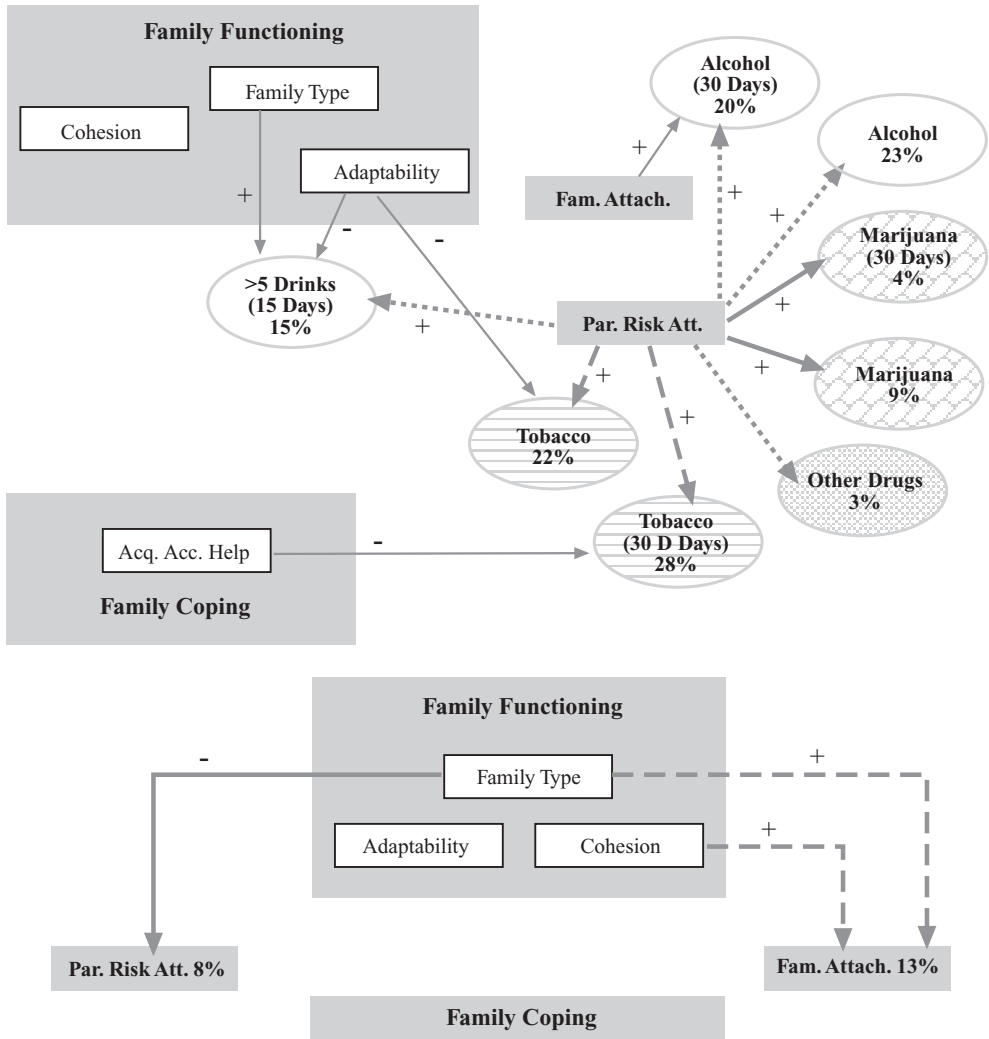 Family Functioning
Family Type
Cohesion
Adaptability
+
-
-
>5 Drinks
(15 Days)
15%
Alcohol
(30 Days)
20%
+
Fam. Attach.
+
Alcohol
23%
+
Marijuana
(30 Days)
4%
+
Par. Risk Att.
+
Marijuana
9%
+
+
+
Tobacco
22%
Other Drugs
3%
Tobacco
(30 D Days)
28%
Acq. Acc. Help
-
Family Coping
Family Functioning
-
Family Type
+
Adaptability
Cohesion
+
Par. Risk Att. 8%
Fam. Attach. 13%
Family Coping